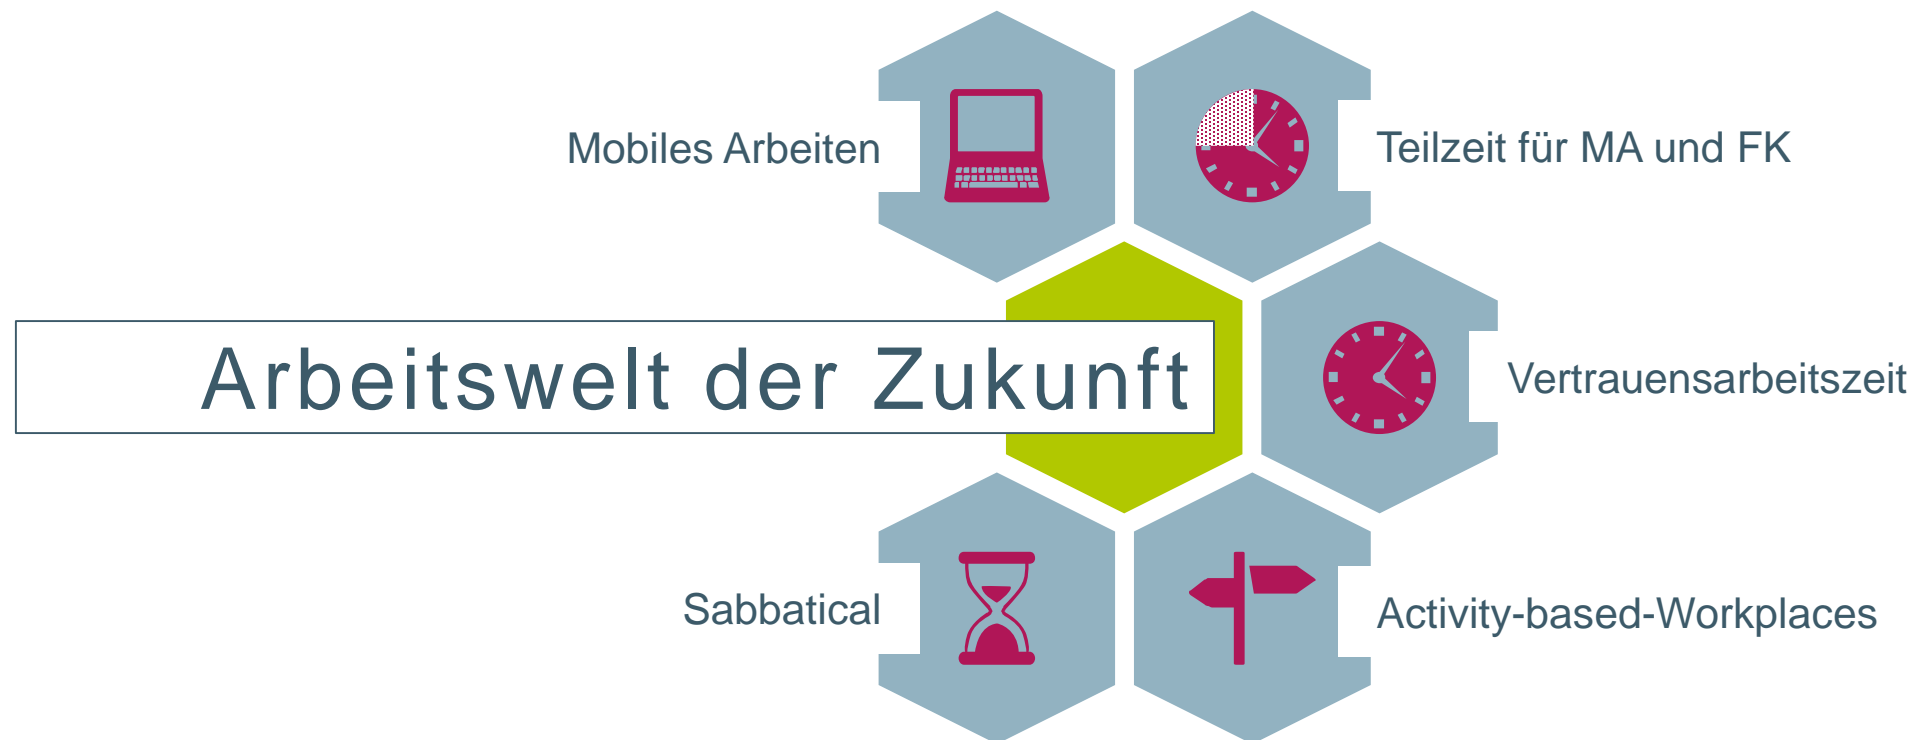 Mobiles Arbeiten
Teilzeit für MA und FK
Arbeitswelt der Zukunft
Vertrauensarbeitszeit
Sabbatical
Activity-based-Workplaces